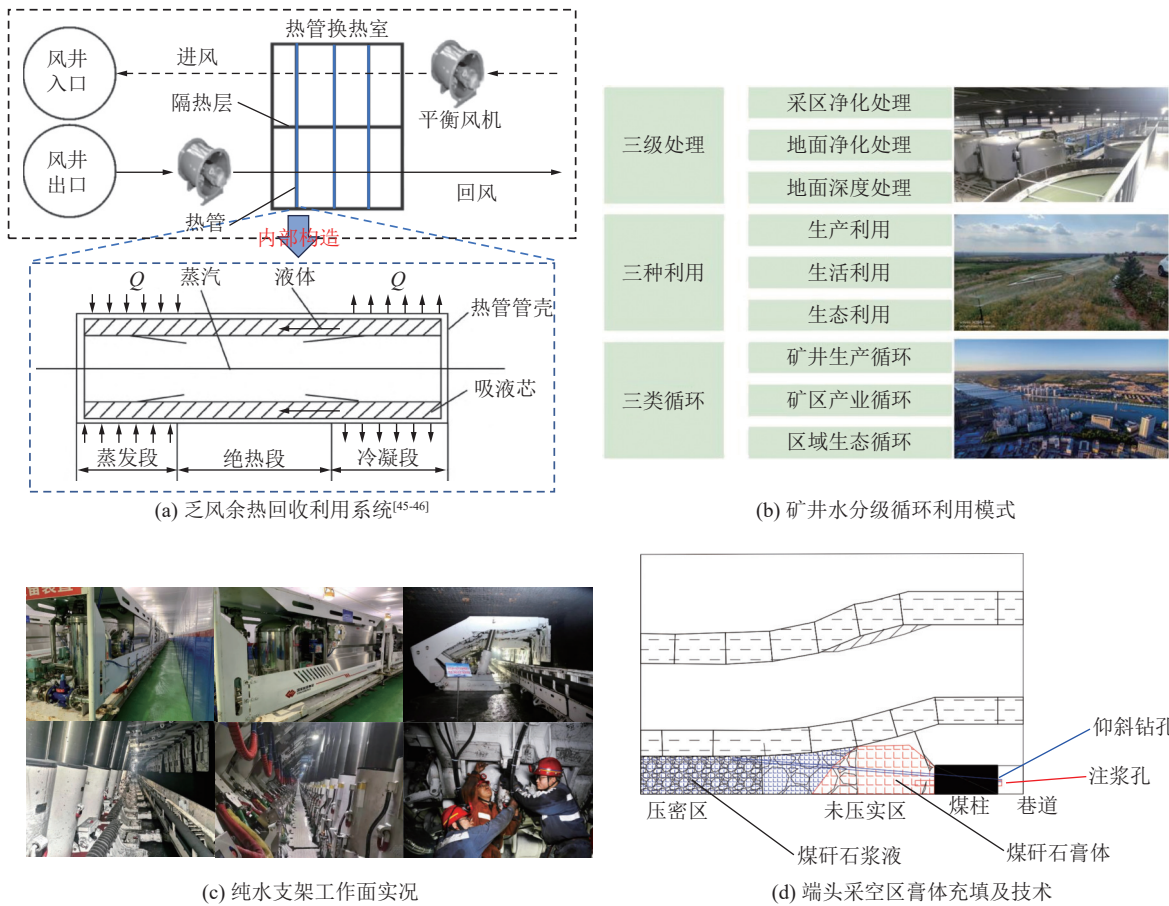 热管换热室
风井
入口
进风
隔热层
平衡风机
风井
出口
回风
热管
内部构造
Q
蒸汽
液体
Q
热管管壳
吸液芯
蒸发段
绝热段
冷凝段
(a) 乏风余热回收利用系统[45-46]
三级处理
采区净化处理
地面净化处理
地面深度处理
三种利用
生产利用
生活利用
生态利用
三类循环
矿井生产循环
矿区产业循环
区域生态循环
(b) 矿井水分级循环利用模式
备装置
(c) 纯水支架工作面实况
仰斜钻孔
注浆孔
压密区
未压实区
煤柱
巷道
煤矸石浆液
煤矸石膏体
(d) 端头采空区膏体充填及技术